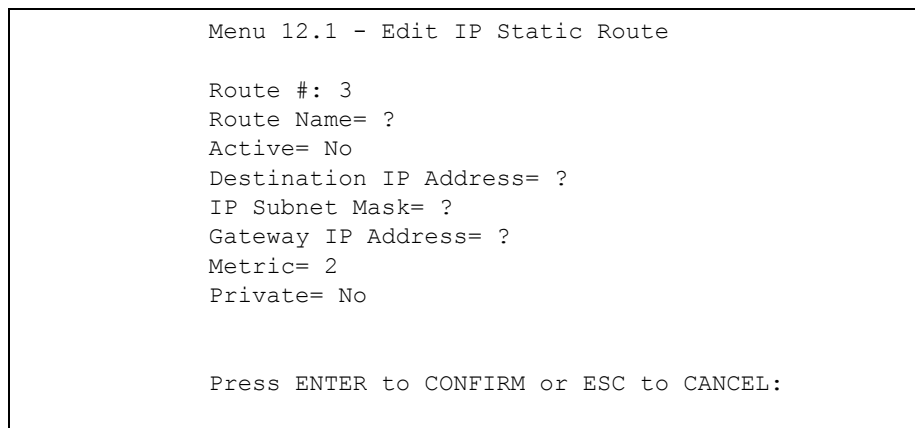 Menu 12.1 - Edit IP Static Route
Route #: 3
Route Name= ?
Active= No
Destination IP Address= ?
IP Subnet Mask= ?
Gateway IP Address= ?
Metric= 2
Private= No
Press ENTER to CONFIRM or ESC to CANCEL: